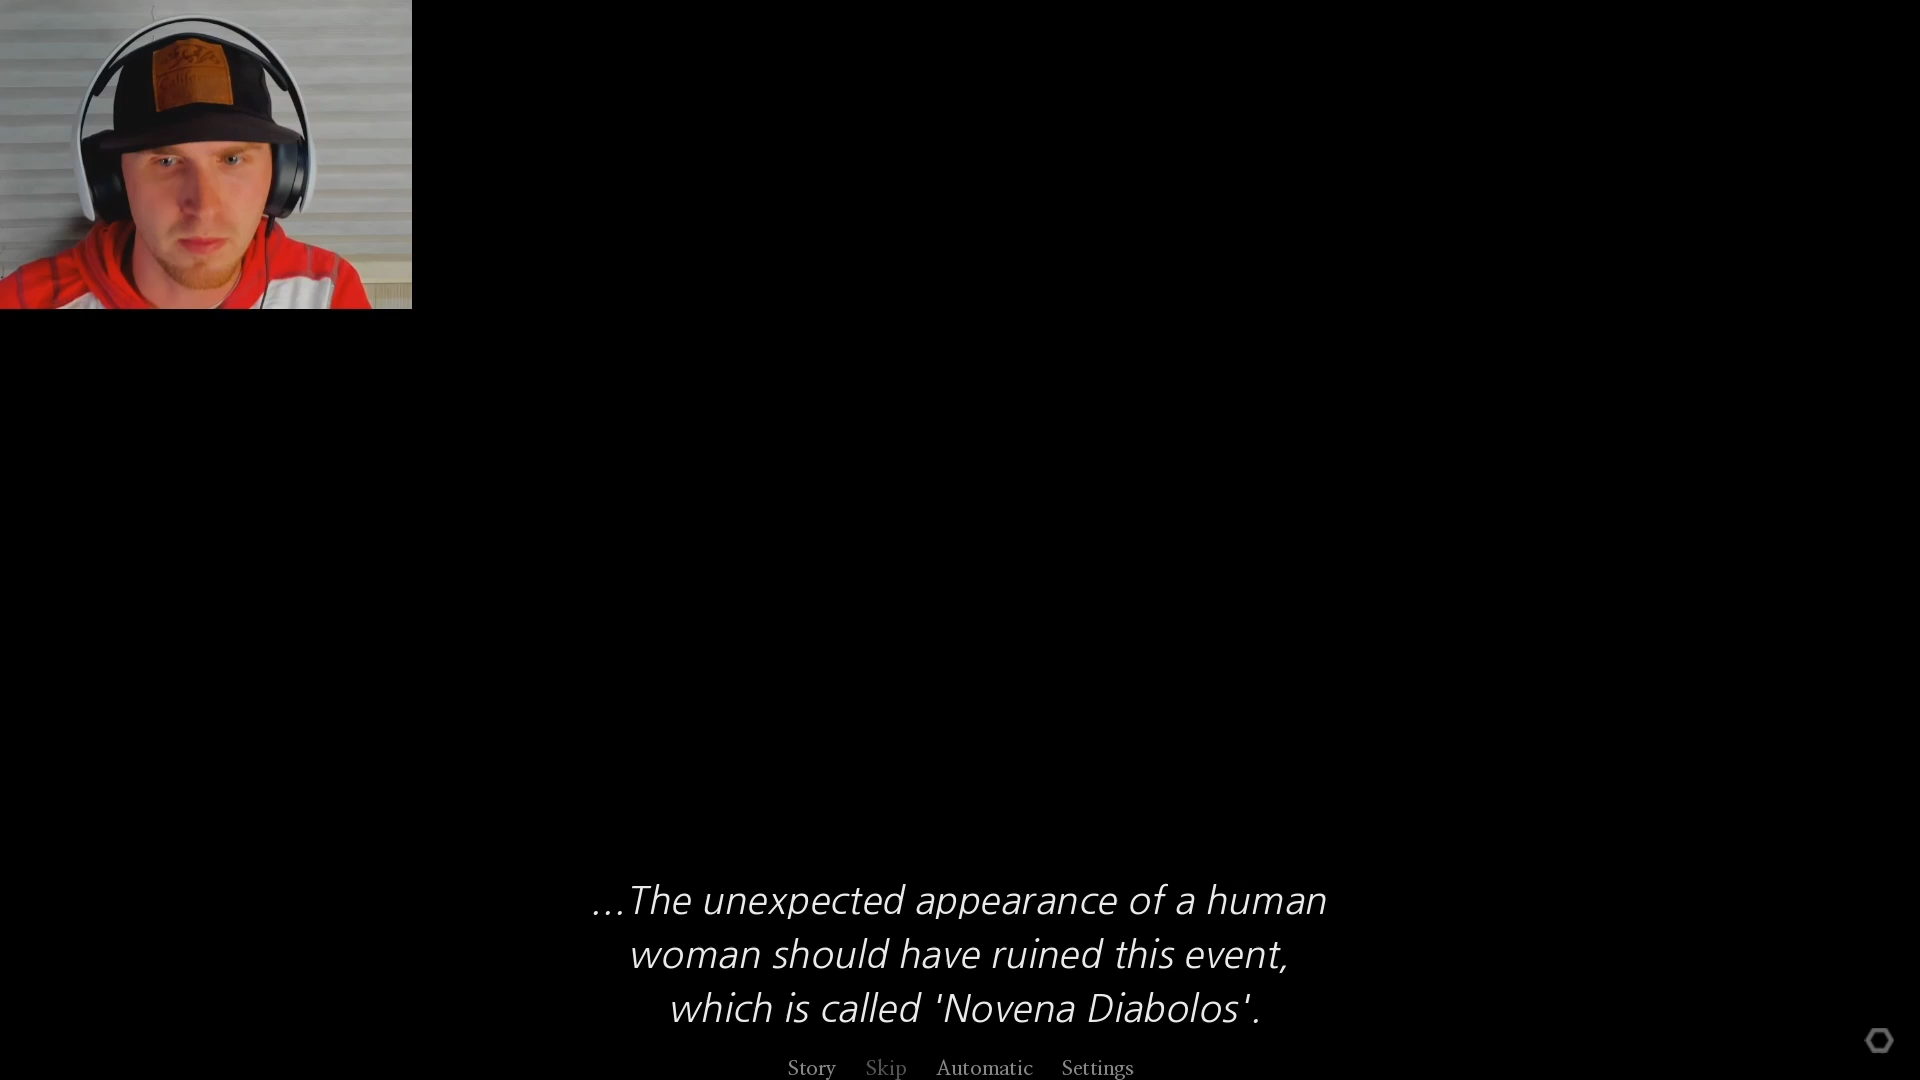 California
...The unexpected appearance of a human
woman should have ruined this event,
which is called 'Novena Diabolos'.
Story Skip Automatic Settings